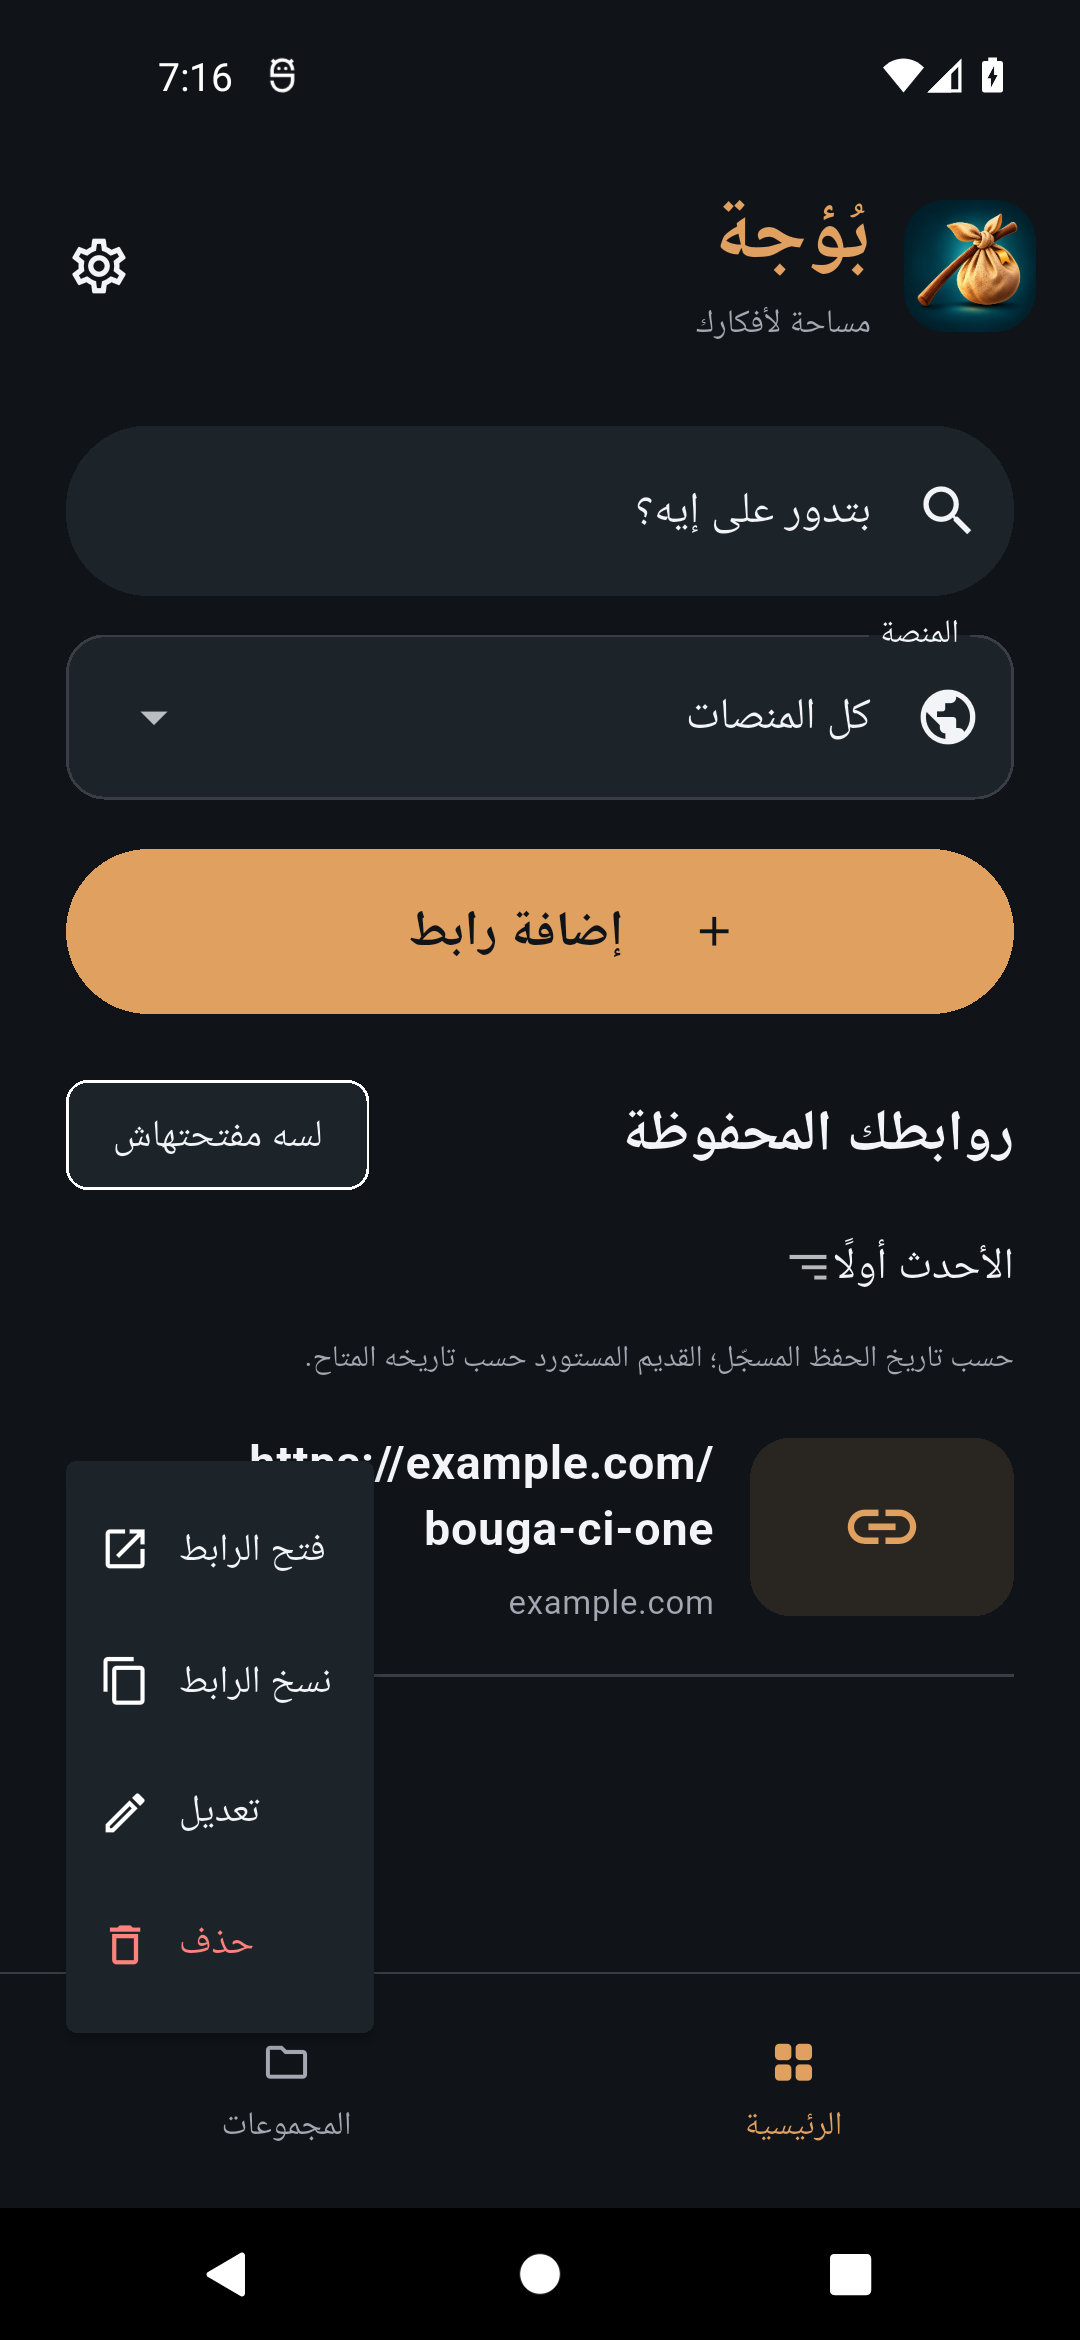 7:16
بُؤجة
مساحة لأفكارك
بتدور على إيه؟
المنصة
كل المنصات
+ إضافة رابط
روابطك المحفوظة
لسه مفتحتهاش
الأحدث أولًا
حسب تاريخ الحفظ المسجّل؛ القديم المستورد حسب تاريخه المتاح.
https://example.com/
bouga-ci-one
example.com
فتح الرابط
نسخ الرابط
تعديل
حذف
الرئيسية
المجموعات